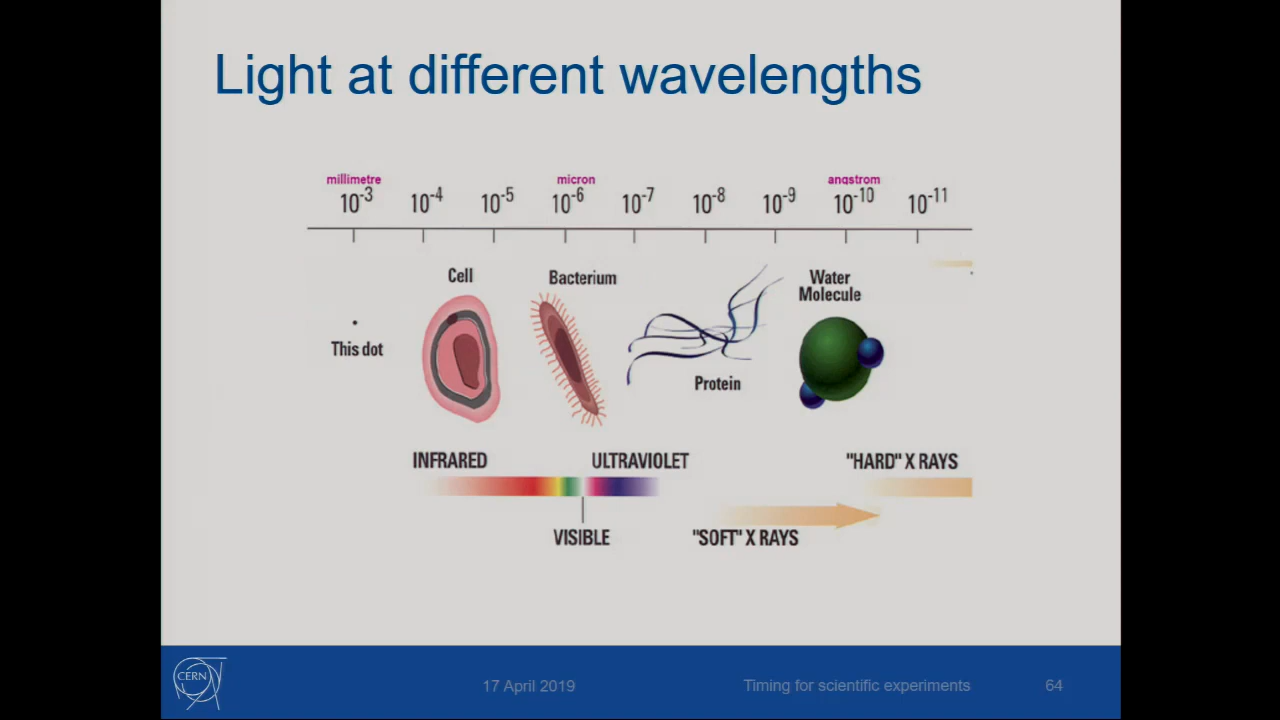 Light at different wavelengths
millimetre micron angstrom
10-3 10-4 10-5 10-6 10-7 10-8 10-9 10-10 10-11
Cell Bacterium Water
Molecule
This dot
Protein
INFRARED ULTRAVIOLET "HARD" X RAYS
VISIBLE "SOFT" X RAYS
CERN 17 April 2019 Timing for scientific experiments 64